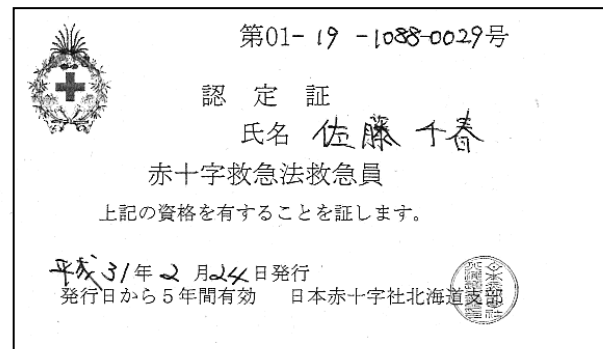 第01-19-1088-0029号
認定証
氏名 佐藤 千春
赤十字救急法救急員
上記の資格を有することを証します。
平成31年2月24日発行
発行日から5年間有効 日本赤十字社北海道支部